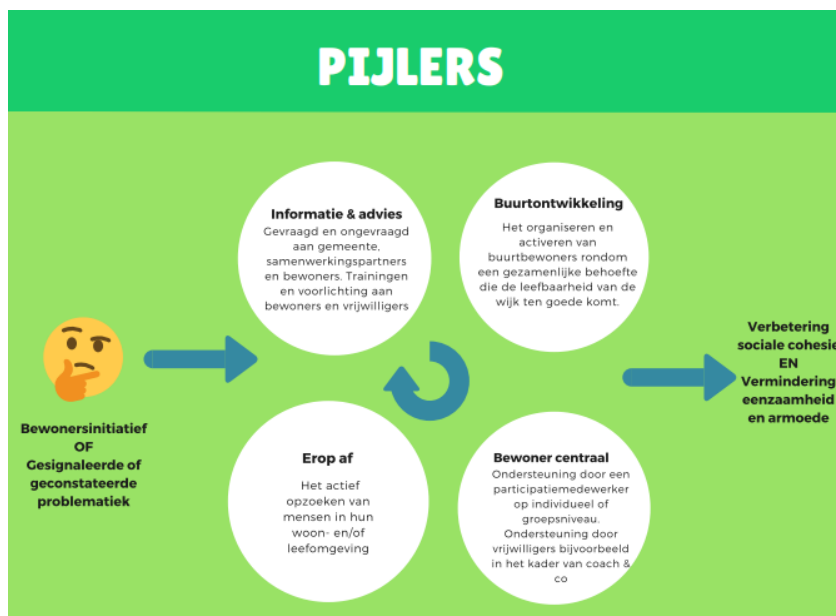 PIJLERS
Informatie & advies
Gevraagd en ongevraagd
aan gemeente,
samenwerkingspartners
en bewoners. Trainingen
en voorlichting aan
bewoners en vrijwilligers
Buurtontwikkeling
Het organiseren en
activeren van
buurtbewoners rondom
een gezamenlijke behoefte
die de leefbaarheid van de
wijk ten goede komt.
Bewonersinitiatief
OF
Gesignaleerde of
geconstateerde
problematiek
Erop af
Het actief
opzoeken van
mensen in hun
woon- en/of
leefomgeving
Bewoner centraal
Ondersteuning door een
participatiemedewerker
op individueel of
groepsniveau.
Ondersteuning door
vrijwilligers bijvoorbeeld
in het kader van coach &
co
Verbetering
sociale cohesie
EN
Vermindering
eenzaamheid
en armoede